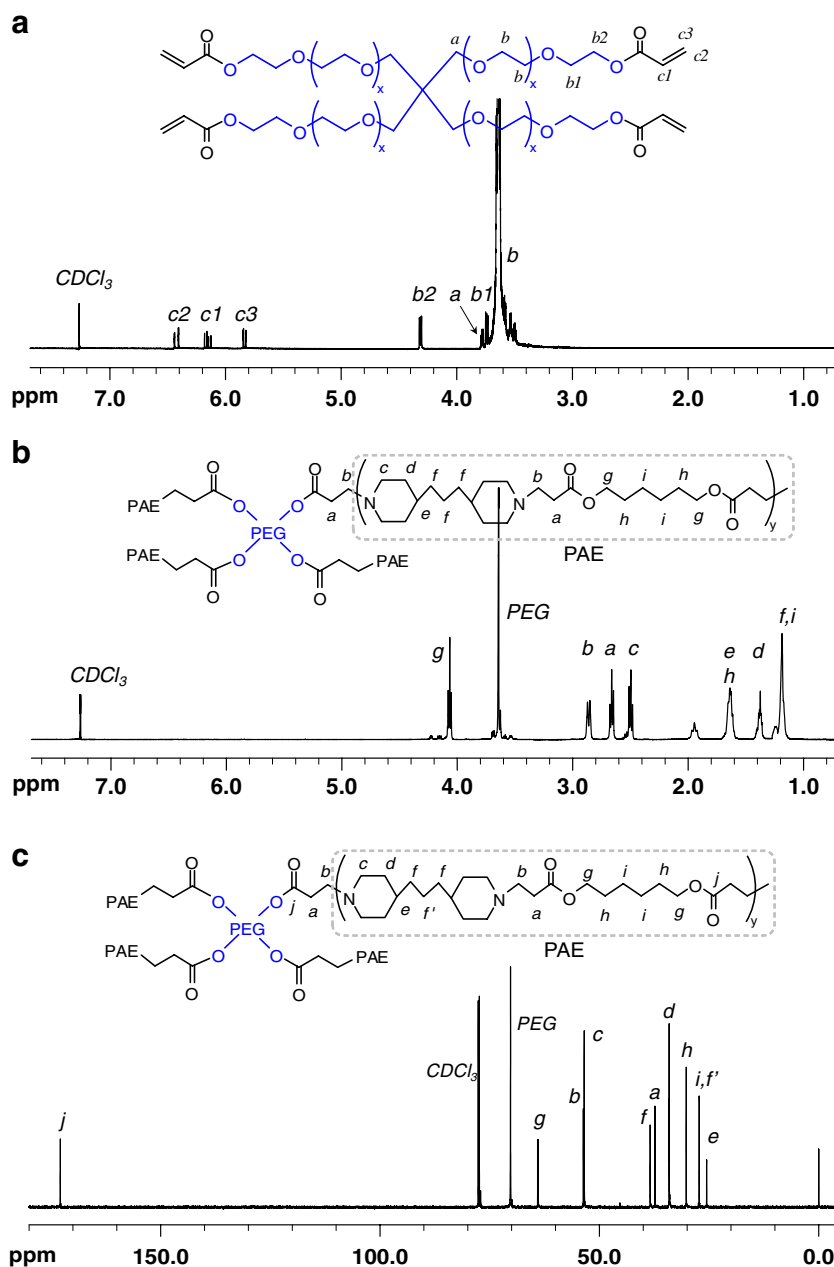 a
O O O O O O a b b2 c3
O x x b b1 O c1 c2
O O O O O O
O x x O
CDCl3
c2 c1 c3 b2 a b1 b
ppm 7.0 6.0 5.0 4.0 3.0 2.0 1.0
b
O O b c d f f b O g i h O
PAE O O a N e f N a O h i g O y
PEG PAE
PAE O O PAE
O O
CDCl3 g PEG b a c e h d f,i
ppm 7.0 6.0 5.0 4.0 3.0 2.0 1.0
c
O O b c d f f b O g i h O j
PAE O O j a N e f' N a O h i g O y
PEG PAE
PAE O O PAE
O O
j CDCl3 PEG g b c f a d h i,f' e
ppm 150.0 100.0 50.0 0.0